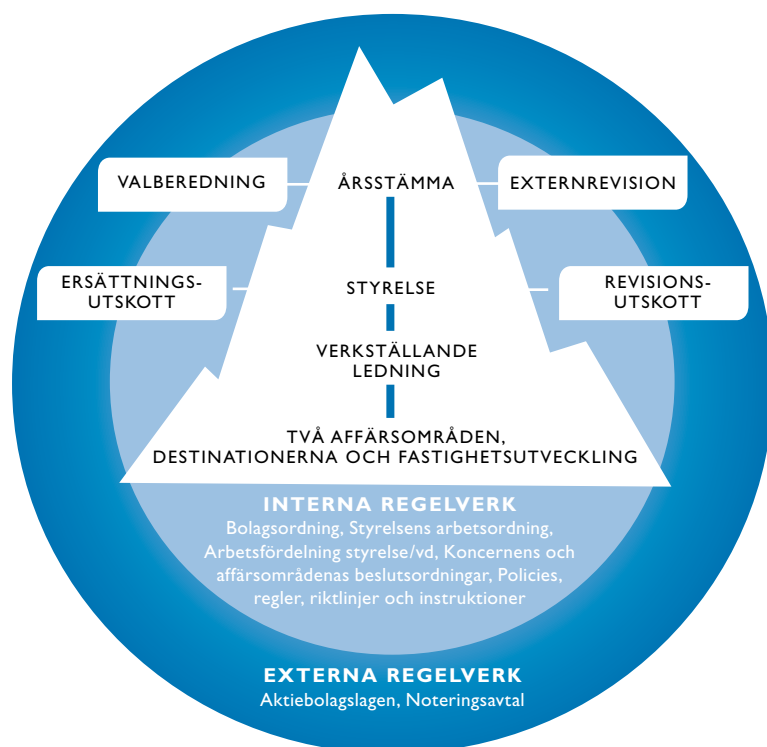 VALBEREDNING
ÅRSSTÄMMA
EXTERNREVISION
ERSÄTTNINGS-
UTSKOTT
STYRELSE
REVISIONS-
UTSKOTT
VERKSTÄLLANDE
LEDNING
TVÅ AFFÄRSOMRÅDEN,
DESTINATIONERNA OCH FASTIGHETSUTVECKLING
INTERNA REGELVERK
Bolagsordning, Styrelsens arbetsordning,
Arbetsfördelning styrelse/vd, Koncernens och
affärsområdenas beslutsordningar, Policies,
regler, riktlinjer och instruktioner
EXTERNA REGELVERK
Aktiebolagslagen, Noteringsavtal